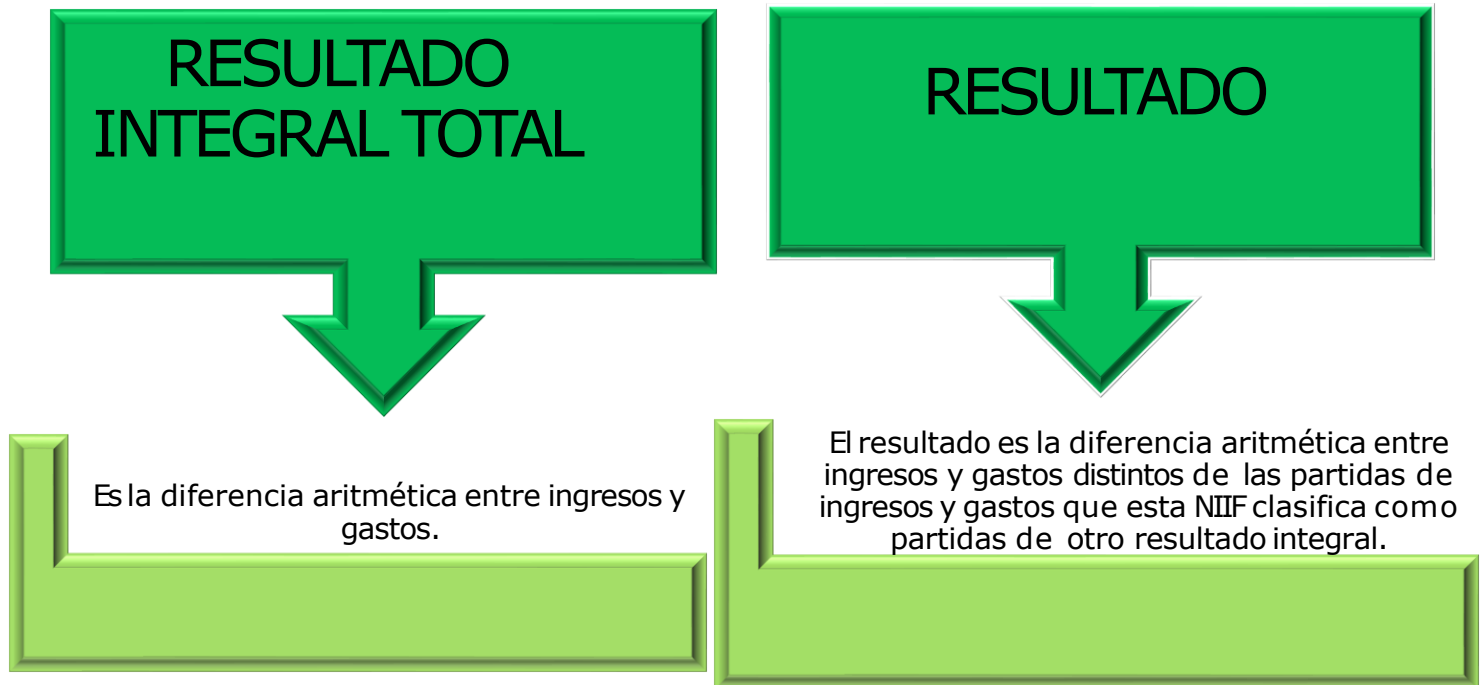 RESULTADO
INTEGRAL TOTAL
Es la diferencia aritmética entre ingresos y
gastos.
RESULTADO
El resultado es la diferencia aritmética entre
ingresos y gastos distintos de las partidas de
ingresos y gastos que esta NIIF clasifica como
partidas de otro resultado integral.